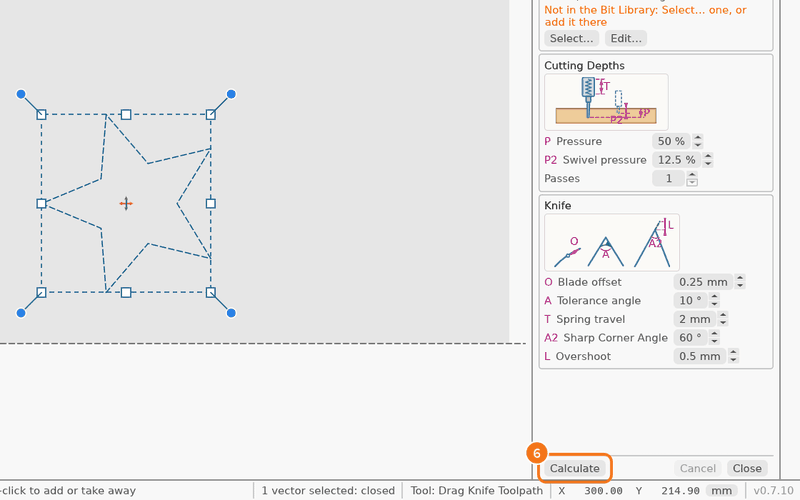 Not in the Bit Library: Select... one, or
add it there
Select...
Edit...
Cutting Depths
T
P2
P
P Pressure 50 %
P2 Swivel pressure 12.5 %
Passes 1
Knife
O
A
A2
L
O Blade offset 0.25 mm
A Tolerance angle 10 °
T Spring travel 2 mm
A2 Sharp Corner Angle 60 °
L Overshoot 0.5 mm
6
Calculate
Cancel
Close
-click to add or take away
1 vector selected: closed
Tool: Drag Knife Toolpath
X 300.00 Y 214.90 mm
v0.7.10